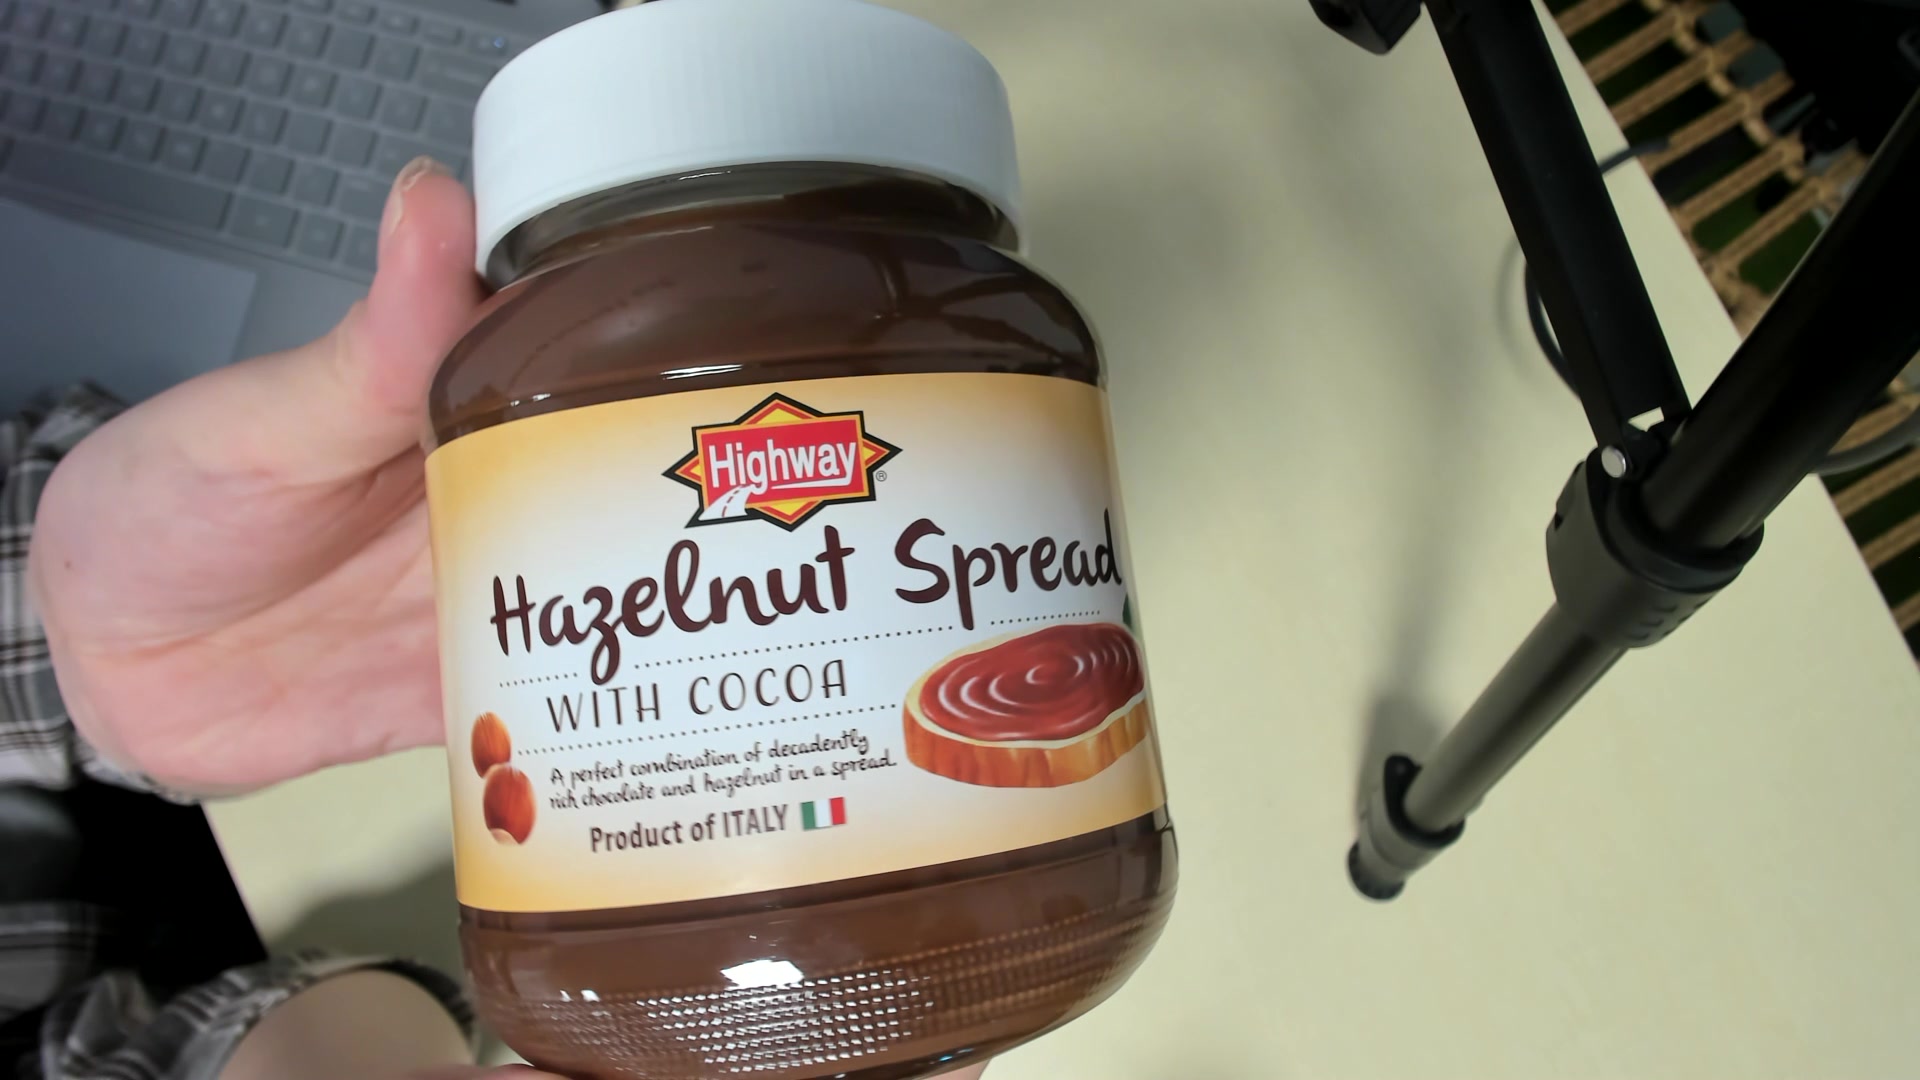 Highway
®
Hazelnut Spread
WITH COCOA
A perfect combination of decadently
rich chocolate and hazelnut in a spread.
Product of ITALY